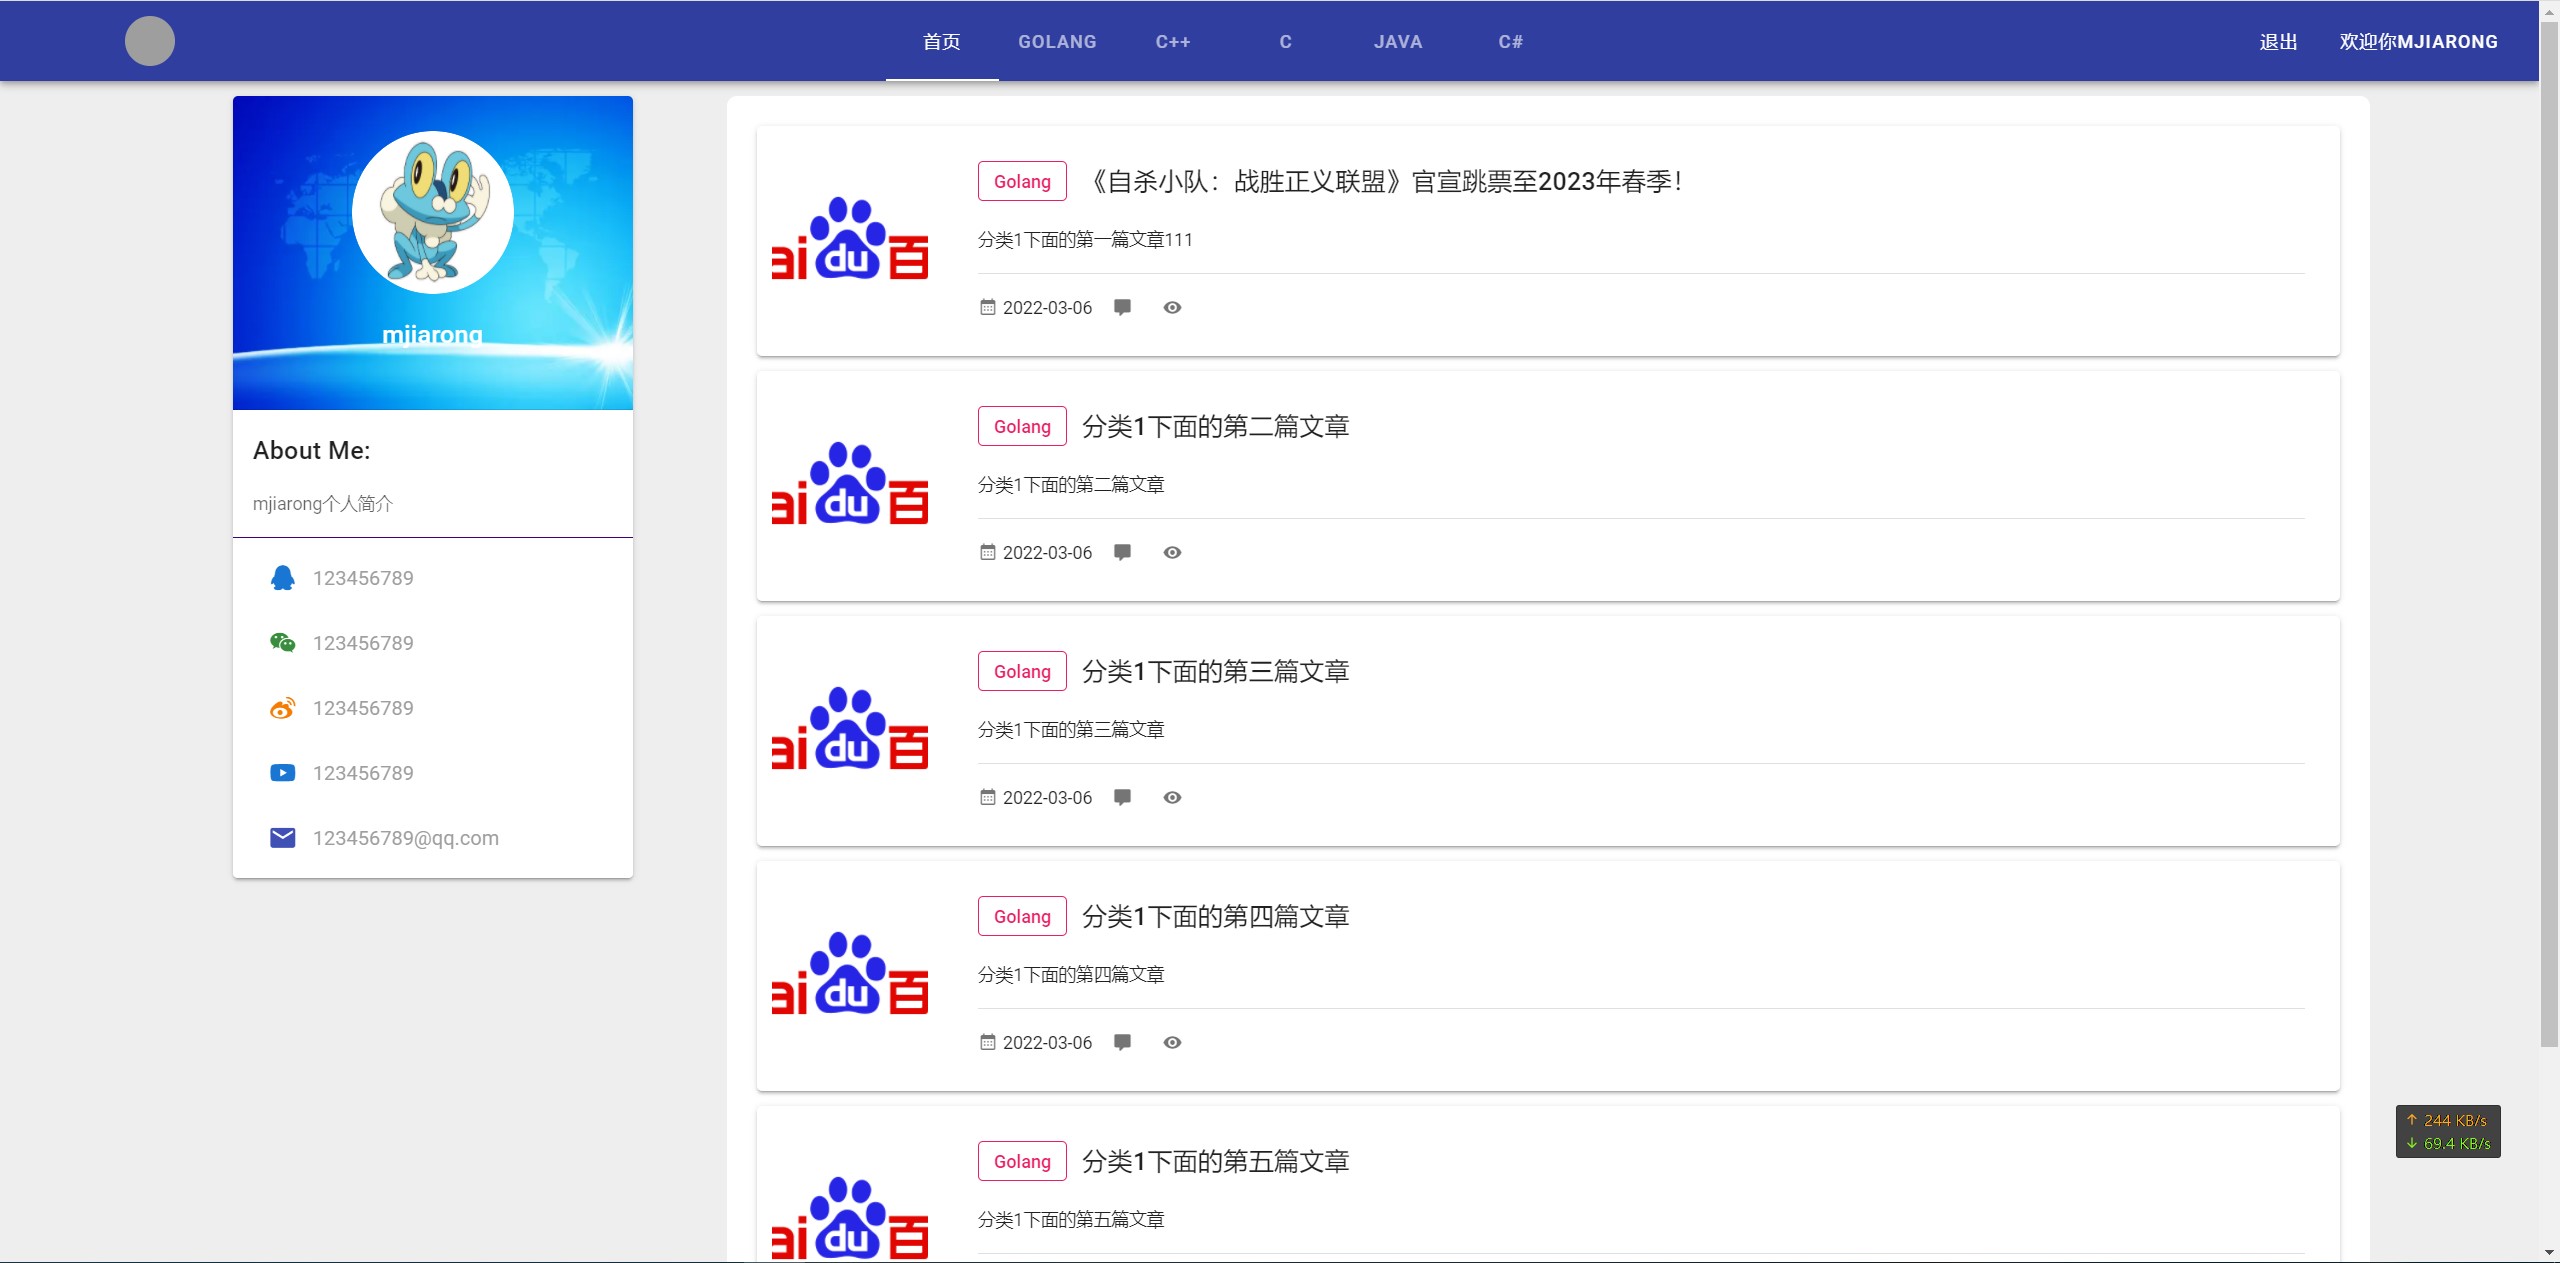 首页 GOLANG C++ C JAVA C# 退出 欢迎你MJIARONG
mjiarong
About Me:
mjiarong个人简介
123456789
123456789
123456789
123456789
123456789@qq.com
ai du 百
Golang 《自杀小队：战胜正义联盟》官宣跳票至2023年春季！
分类1下面的第一篇文章111
2022-03-06
ai du 百
Golang 分类1下面的第二篇文章
分类1下面的第二篇文章
2022-03-06
ai du 百
Golang 分类1下面的第三篇文章
分类1下面的第三篇文章
2022-03-06
ai du 百
Golang 分类1下面的第四篇文章
分类1下面的第四篇文章
2022-03-06
ai du 百
Golang 分类1下面的第五篇文章
分类1下面的第五篇文章
↑ 244 KB/s
↓ 69.4 KB/s